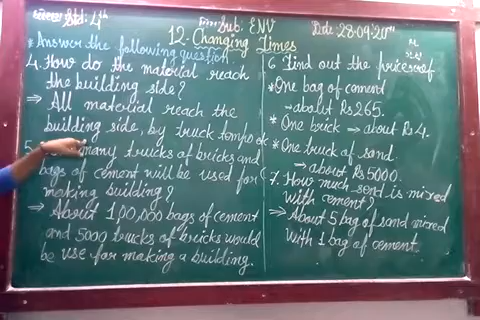 Std: 4th
Sub: ENV
Date 28-09-20
12. Changing Times
*Answer the following question.
4. How do the material reach
the building side?
⇒ All material reach the
building side, by truck tempo
5. many trucks of bricks and
bags of cement will be used for
making building?
⇒ About 100,000 bags of cement
and 5000 trucks of bricks would
be use for making a building.
6 Find out the prices of
*One bag of cement
→ about Rs 265.
* One brick → about Rs 4.
* One truck of sand
→ about Rs 5000.
7. How much sand is mixed
with cement?
⇒ About 5 bag of sand mixed
with 1 bag of cement.